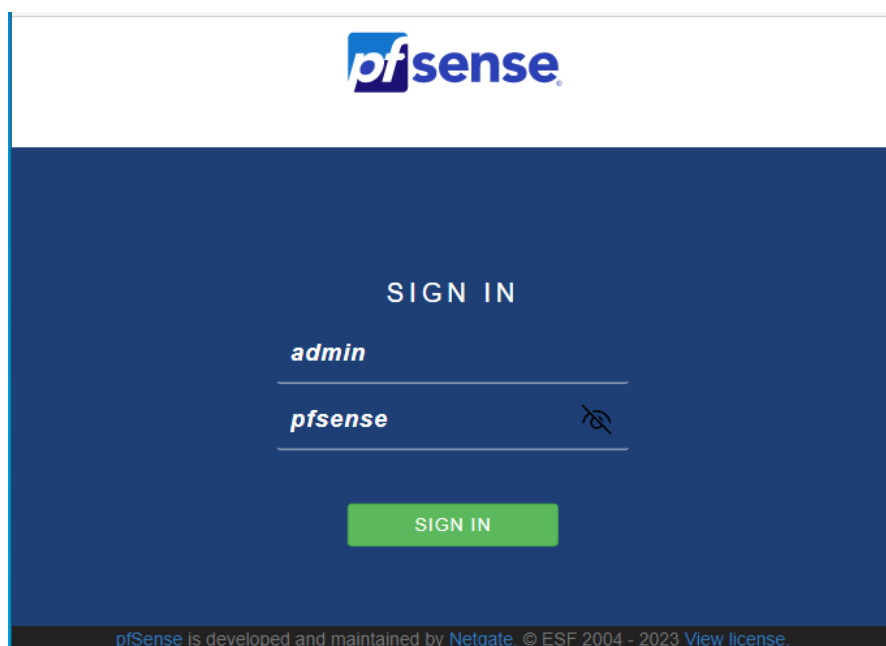 pfsense
SIGN IN
admin
pfsense
SIGN IN
pfSense is developed and maintained by Netgate. © ESF 2004 - 2023 View license.